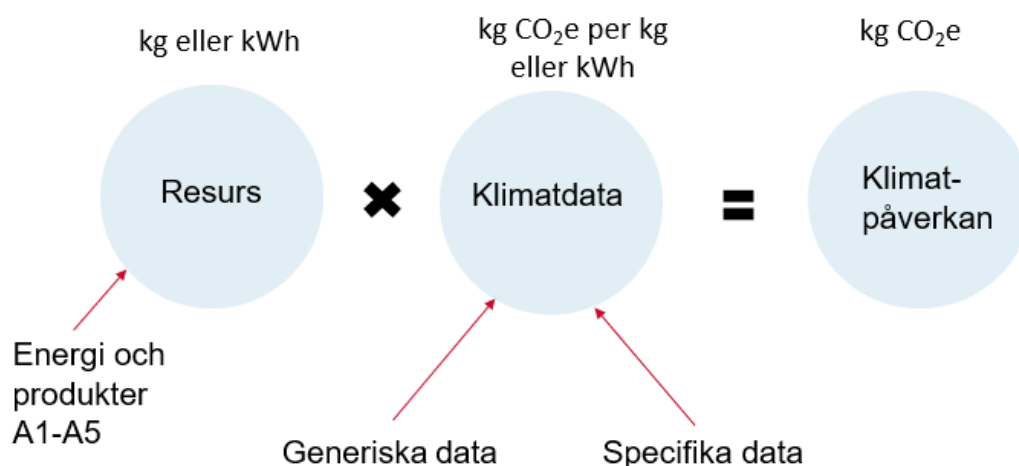 kg eller kWh
kg CO₂e per kg
eller kWh
kg CO₂e
Resurs
Klimatdata
Klimat-
påverkan
Energi och
produkter
A1-A5
Generiska data
Specifika data